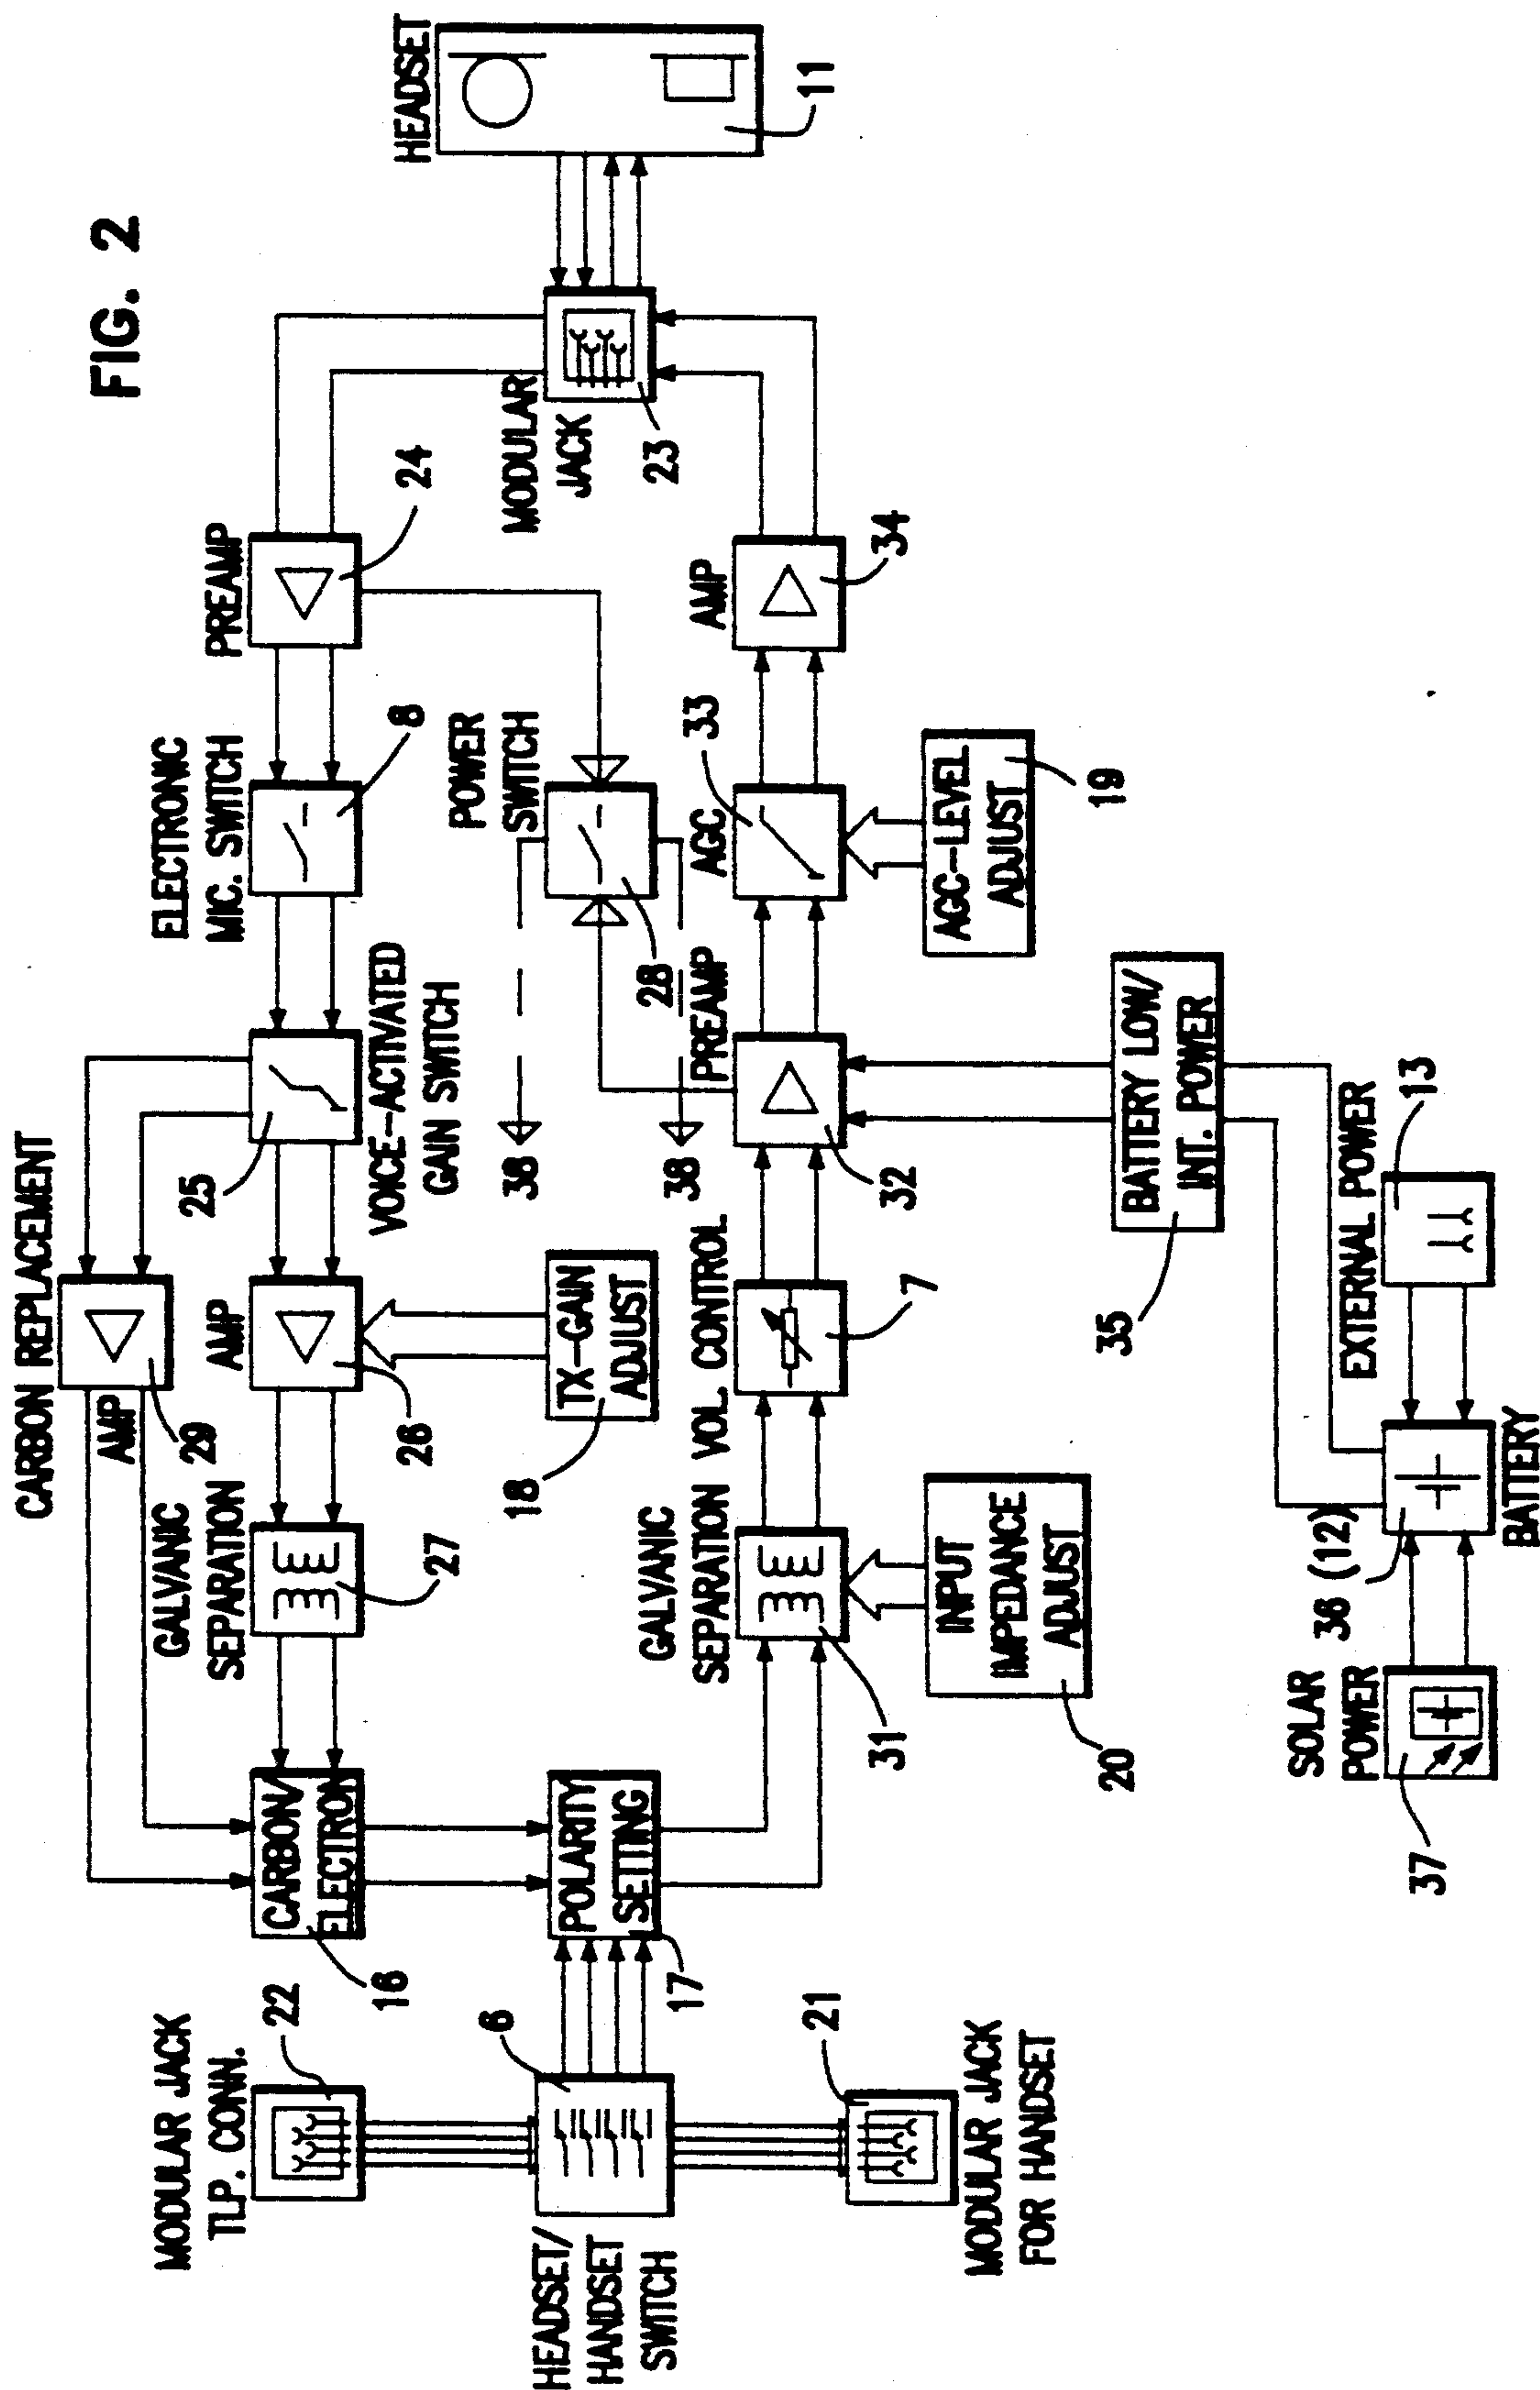 FIG. 2
MODULAR JACK
TLP. CONN.
22
HEADSET/
HANDSET
SWITCH
6
21
MODULAR JACK
FOR HANDSET
CARBON/
ELECTRON
16
POLARITY
SETTING
17
CARBON REPLACEMENT
AMP
29
GALVANIC
SEPARATION
27
AMP
26
TX-GAIN
ADJUST
18
VOICE-ACTIVATED
GAIN SWITCH
25
ELECTRONIC
MIC. SWITCH
8
PREAMP
24
POWER
SWITCH
28
38
38
MODULAR
JACK
23
HEADSET
11
GALVANIC
SEPARATION
31
INPUT
IMPEDANCE
ADJUST
20
VOL. CONTROL
7
PREAMP
32
AGC
33
AGC-LEVEL
ADJUST
19
AMP
34
BATTERY LOW/
INT. POWER
35
EXTERNAL POWER
13
BATTERY
36 (12)
SOLAR
POWER
37